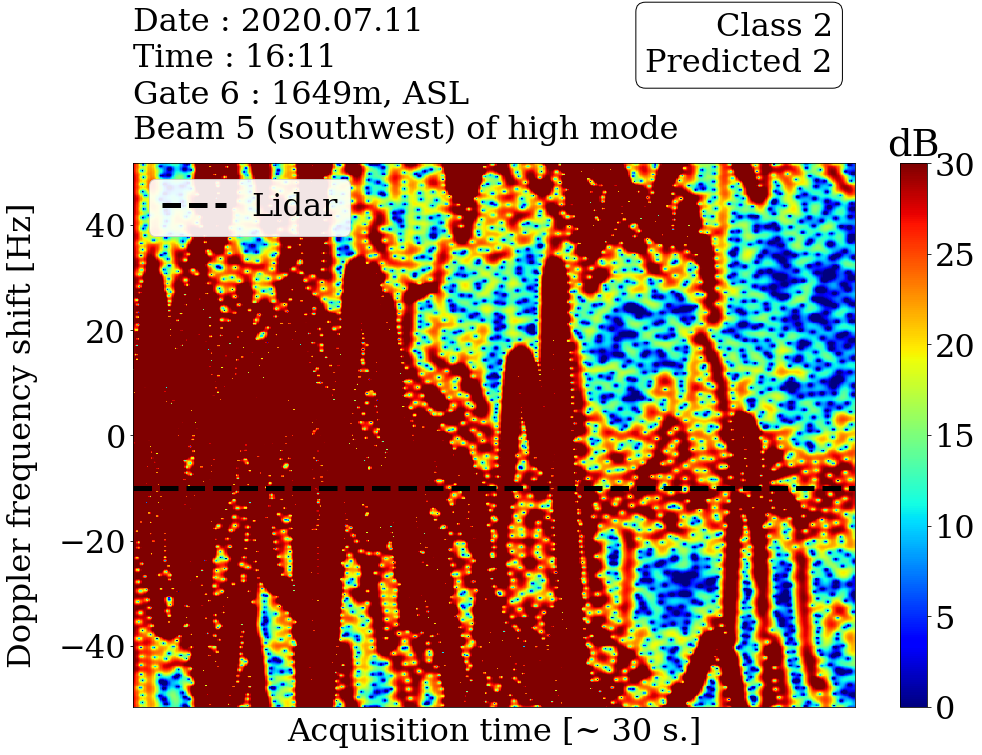 Date : 2020.07.11
Time : 16:11
Gate 6 : 1649m, ASL
Beam 5 (southwest) of high mode
Class 2
Predicted 2
dB
Lidar
Doppler frequency shift [Hz]
40
20
0
−20
−40
30
25
20
15
10
5
0
Acquisition time [~ 30 s.]